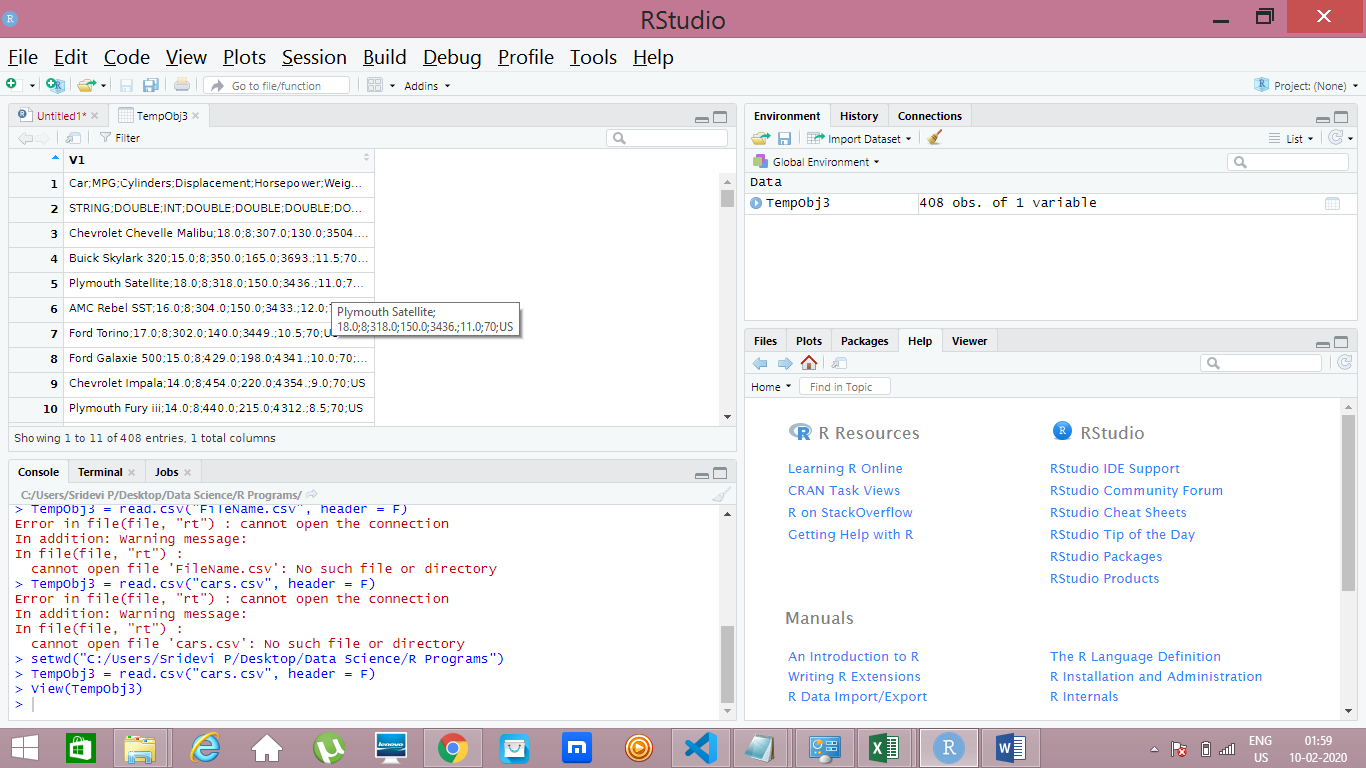 RStudio
File Edit Code View Plots Session Build Debug Profile Tools Help
Go to file/function Addins Project: (None)
Untitled1* TempObj3
Filter
V1
1 Car;MPG;Cylinders;Displacement;Horsepower;Weig...
2 STRING;DOUBLE;INT;DOUBLE;DOUBLE;DOUBLE;DO...
3 Chevrolet Chevelle Malibu;18.0;8;307.0;130.0;3504....
4 Buick Skylark 320;15.0;8;350.0;165.0;3693.;11.5;70...
5 Plymouth Satellite;18.0;8;318.0;150.0;3436.;11.0;7...
6 AMC Rebel SST;16.0;8;304.0;150.0;3433.;12.0;
7 Ford Torino;17.0;8;302.0;140.0;3449.;10.5;70;US
8 Ford Galaxie 500;15.0;8;429.0;198.0;4341.;10.0;70;...
9 Chevrolet Impala;14.0;8;454.0;220.0;4354.;9.0;70;US
10 Plymouth Fury iii;14.0;8;440.0;215.0;4312.;8.5;70;US
Plymouth Satellite;
18.0;8;318.0;150.0;3436.;11.0;70;US
Showing 1 to 11 of 408 entries, 1 total columns
Console Terminal Jobs
C:/Users/Sridevi P/Desktop/Data Science/R Programs/
> TempObj3 = read.csv("FileName.csv", header = F)
Error in file(file, "rt") : cannot open the connection
In addition: Warning message:
In file(file, "rt") :
cannot open file 'FileName.csv': No such file or directory
> TempObj3 = read.csv("cars.csv", header = F)
Error in file(file, "rt") : cannot open the connection
In addition: Warning message:
In file(file, "rt") :
cannot open file 'cars.csv': No such file or directory
> setwd("C:/Users/Sridevi P/Desktop/Data Science/R Programs")
> TempObj3 = read.csv("cars.csv", header = F)
> View(TempObj3)
>
Environment History Connections
Import Dataset List
Global Environment
Data
TempObj3 408 obs. of 1 variable
Files Plots Packages Help Viewer
Home Find in Topic
R Resources
Learning R Online
CRAN Task Views
R on StackOverflow
Getting Help with R
RStudio
RStudio IDE Support
RStudio Community Forum
RStudio Cheat Sheets
RStudio Tip of the Day
RStudio Packages
RStudio Products
Manuals
An Introduction to R
Writing R Extensions
R Data Import/Export
The R Language Definition
R Installation and Administration
R Internals
lenovo
ENG
US
01:59
10-02-2020